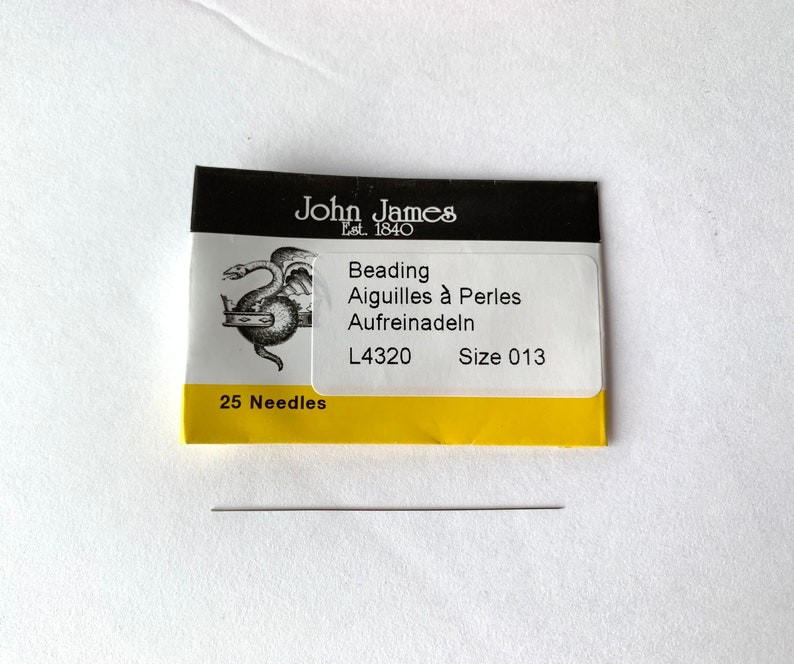 John James
Est. 1840
Beading
Aiguilles à Perles
Aufreinadeln
L4320 Size 013
25 Needles